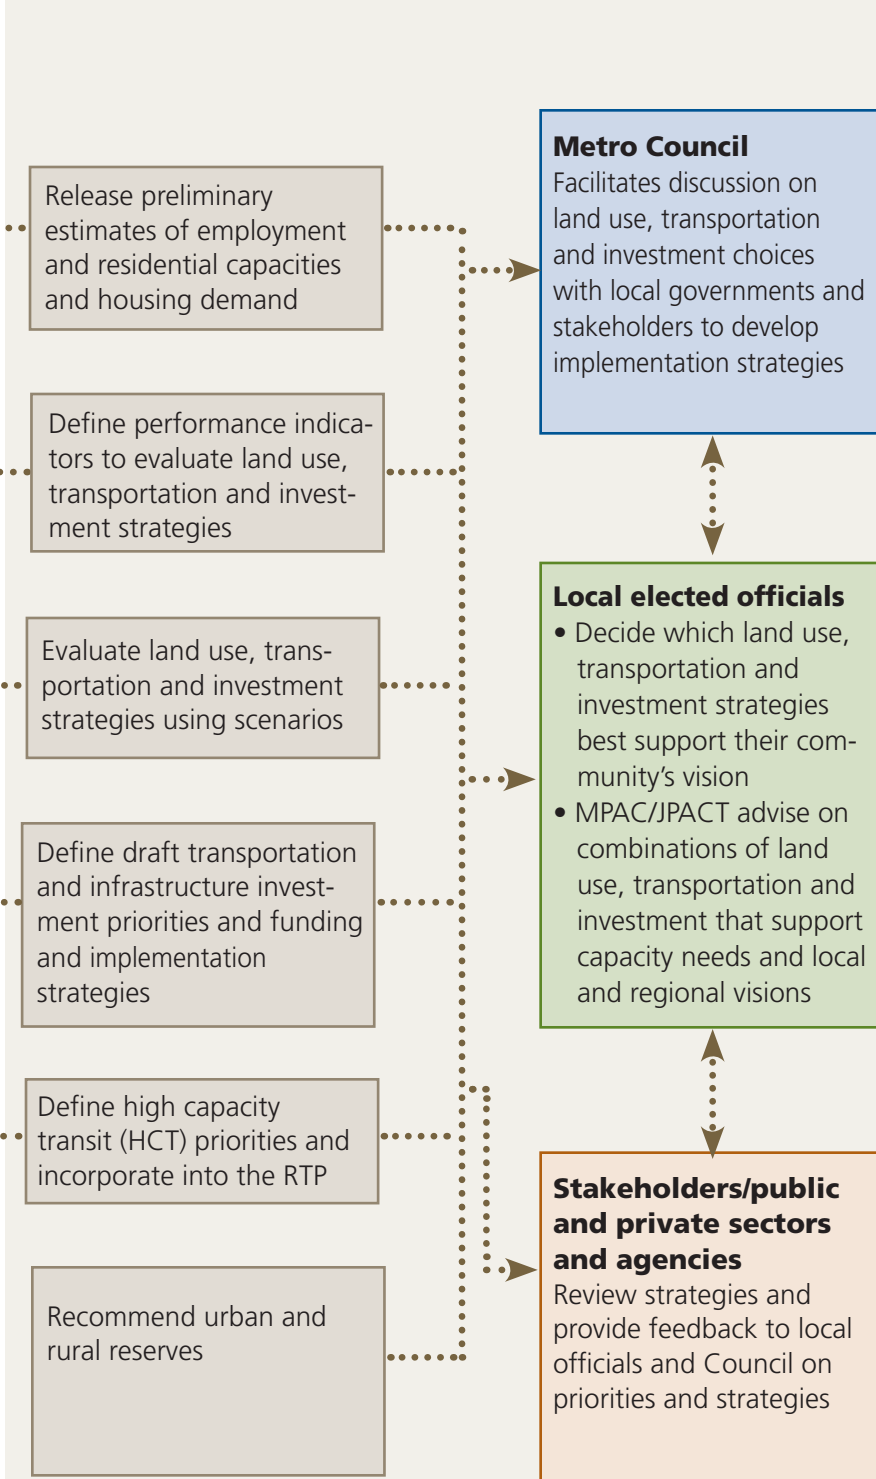 Release preliminary
estimates of employment
and residential capacities
and housing demand
Define performance indica-
tors to evaluate land use,
transportation and invest-
ment strategies
Evaluate land use, trans-
portation and investment
strategies using scenarios
Define draft transportation
and infrastructure invest-
ment priorities and funding
and implementation
strategies
Define high capacity
transit (HCT) priorities and
incorporate into the RTP
Recommend urban and
rural reserves
Metro Council
Facilitates discussion on
land use, transportation
and investment choices
with local governments and
stakeholders to develop
implementation strategies
Local elected officials
• Decide which land use,
transportation and
investment strategies
best support their com-
munity’s vision
• MPAC/JPACT advise on
combinations of land
use, transportation and
investment that support
capacity needs and local
and regional visions
Stakeholders/public
and private sectors
and agencies
Review strategies and
provide feedback to local
officials and Council on
priorities and strategies